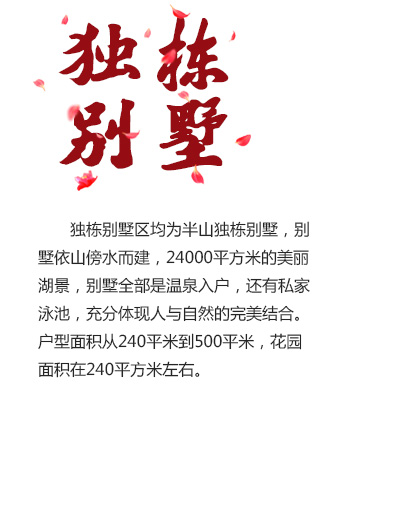 独栋
别墅
独栋别墅区均为半山独栋别墅，别
墅依山傍水而建，24000平方米的美丽
湖景，别墅全部是温泉入户，还有私家
泳池，充分体现人与自然的完美结合。
户型面积从240平米到500平米，花园
面积在240平方米左右。